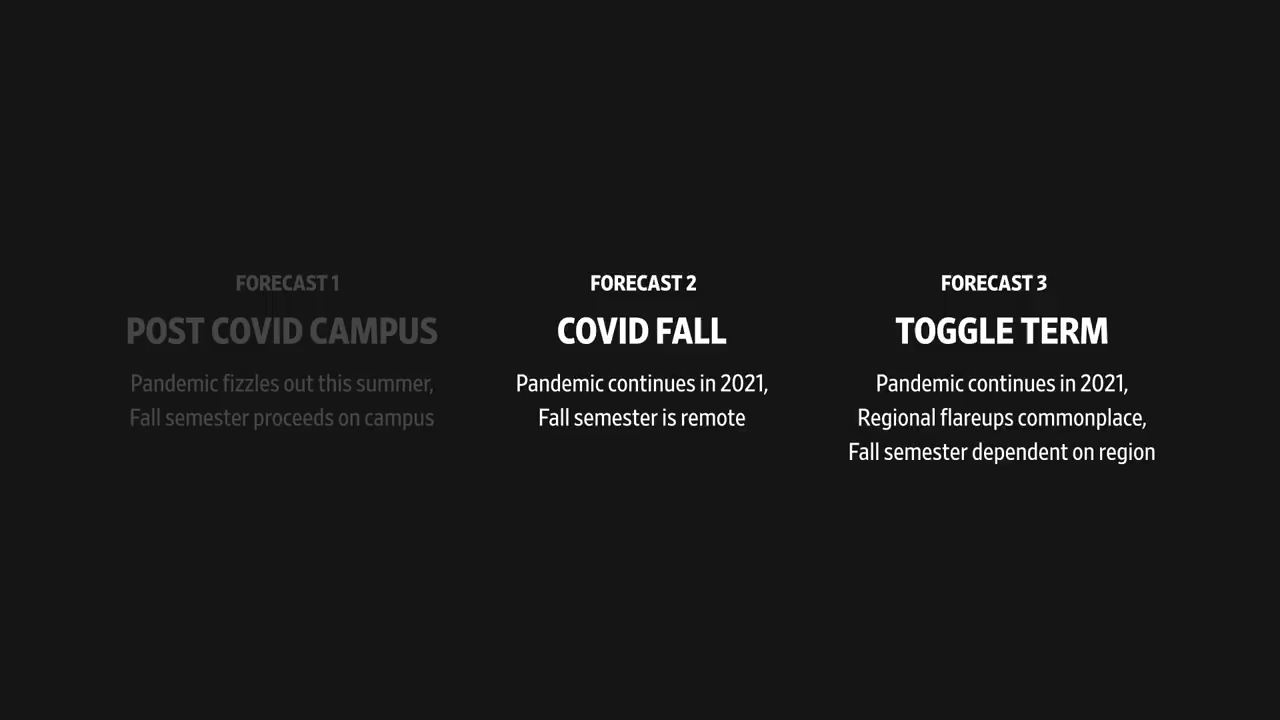 FORECAST 1
POST COVID CAMPUS
Pandemic fizzles out this summer,
Fall semester proceeds on campus
FORECAST 2
COVID FALL
Pandemic continues in 2021,
Fall semester is remote
FORECAST 3
TOGGLE TERM
Pandemic continues in 2021,
Regional flareups commonplace,
Fall semester dependent on region